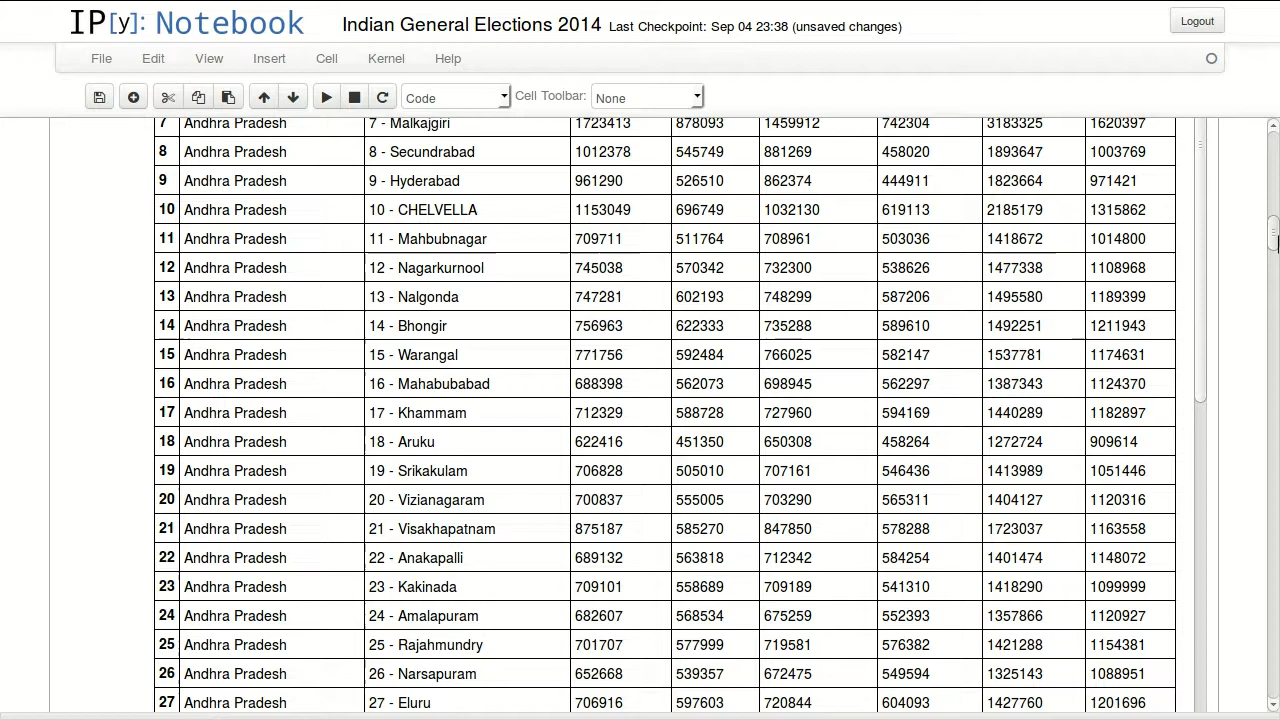 IP[y]: Notebook Indian General Elections 2014 Last Checkpoint: Sep 04 23:38 (unsaved changes) Logout
File Edit View Insert Cell Kernel Help
Code Cell Toolbar: None
7 Andhra Pradesh 7 - Malkajgiri 1723413 878093 1459912 742304 3183325 1620397
8 Andhra Pradesh 8 - Secundrabad 1012378 545749 881269 458020 1893647 1003769
9 Andhra Pradesh 9 - Hyderabad 961290 526510 862374 444911 1823664 971421
10 Andhra Pradesh 10 - CHELVELLA 1153049 696749 1032130 619113 2185179 1315862
11 Andhra Pradesh 11 - Mahbubnagar 709711 511764 708961 503036 1418672 1014800
12 Andhra Pradesh 12 - Nagarkurnool 745038 570342 732300 538626 1477338 1108968
13 Andhra Pradesh 13 - Nalgonda 747281 602193 748299 587206 1495580 1189399
14 Andhra Pradesh 14 - Bhongir 756963 622333 735288 589610 1492251 1211943
15 Andhra Pradesh 15 - Warangal 771756 592484 766025 582147 1537781 1174631
16 Andhra Pradesh 16 - Mahabubabad 688398 562073 698945 562297 1387343 1124370
17 Andhra Pradesh 17 - Khammam 712329 588728 727960 594169 1440289 1182897
18 Andhra Pradesh 18 - Aruku 622416 451350 650308 458264 1272724 909614
19 Andhra Pradesh 19 - Srikakulam 706828 505010 707161 546436 1413989 1051446
20 Andhra Pradesh 20 - Vizianagaram 700837 555005 703290 565311 1404127 1120316
21 Andhra Pradesh 21 - Visakhapatnam 875187 585270 847850 578288 1723037 1163558
22 Andhra Pradesh 22 - Anakapalli 689132 563818 712342 584254 1401474 1148072
23 Andhra Pradesh 23 - Kakinada 709101 558689 709189 541310 1418290 1099999
24 Andhra Pradesh 24 - Amalapuram 682607 568534 675259 552393 1357866 1120927
25 Andhra Pradesh 25 - Rajahmundry 701707 577999 719581 576382 1421288 1154381
26 Andhra Pradesh 26 - Narsapuram 652668 539357 672475 549594 1325143 1088951
27 Andhra Pradesh 27 - Eluru 706916 597603 720844 604093 1427760 1201696